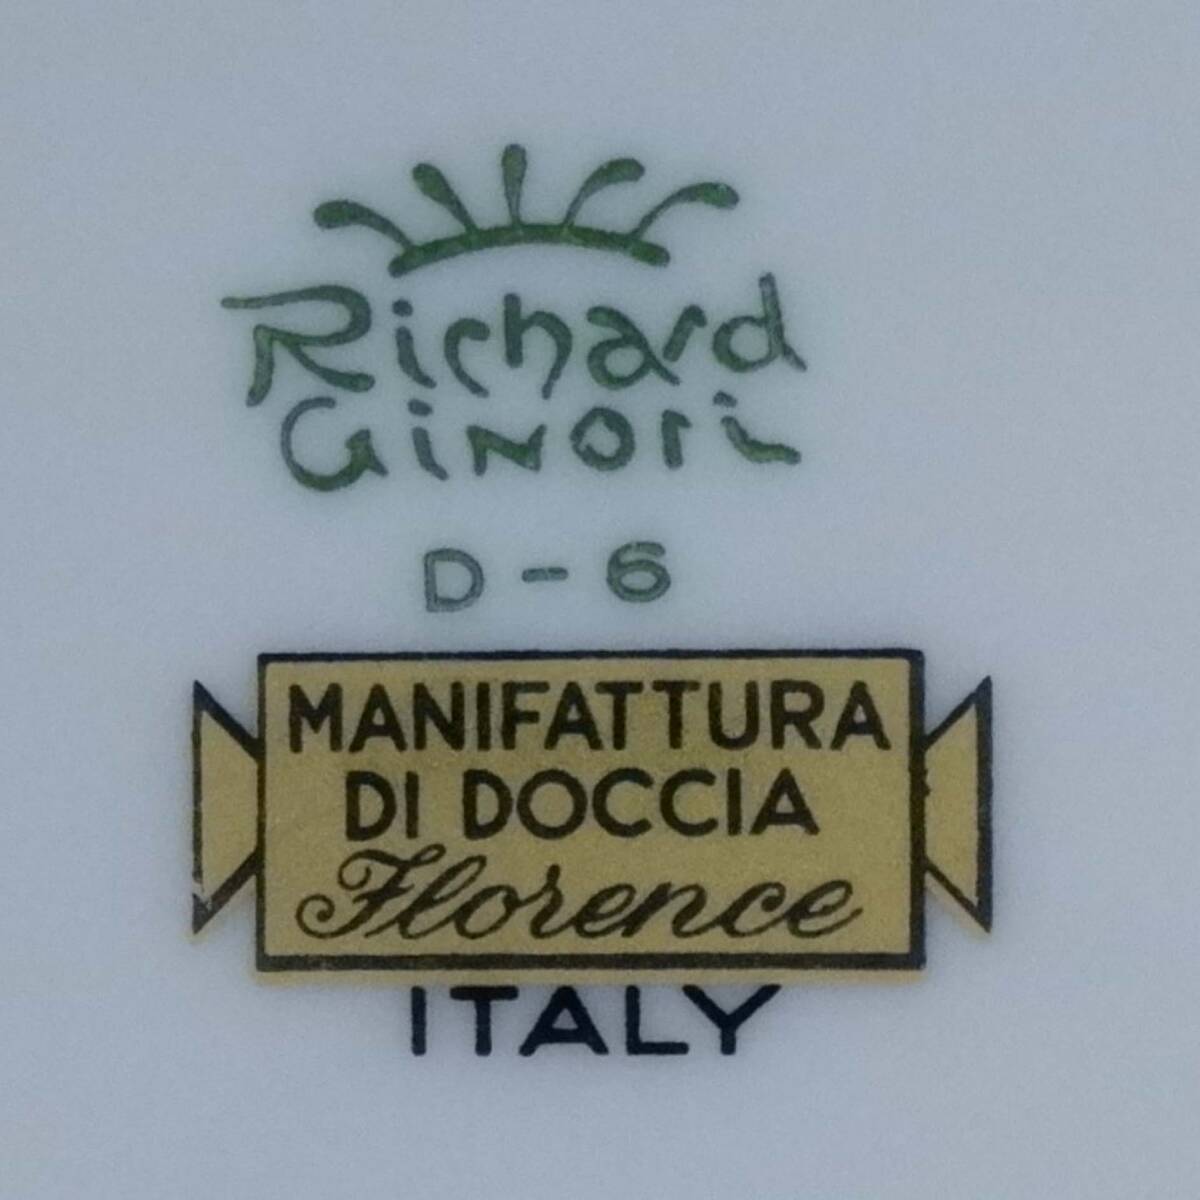 Richard
Ginori
D-6
MANIFATTURA
DI DOCCIA
Florence
ITALY